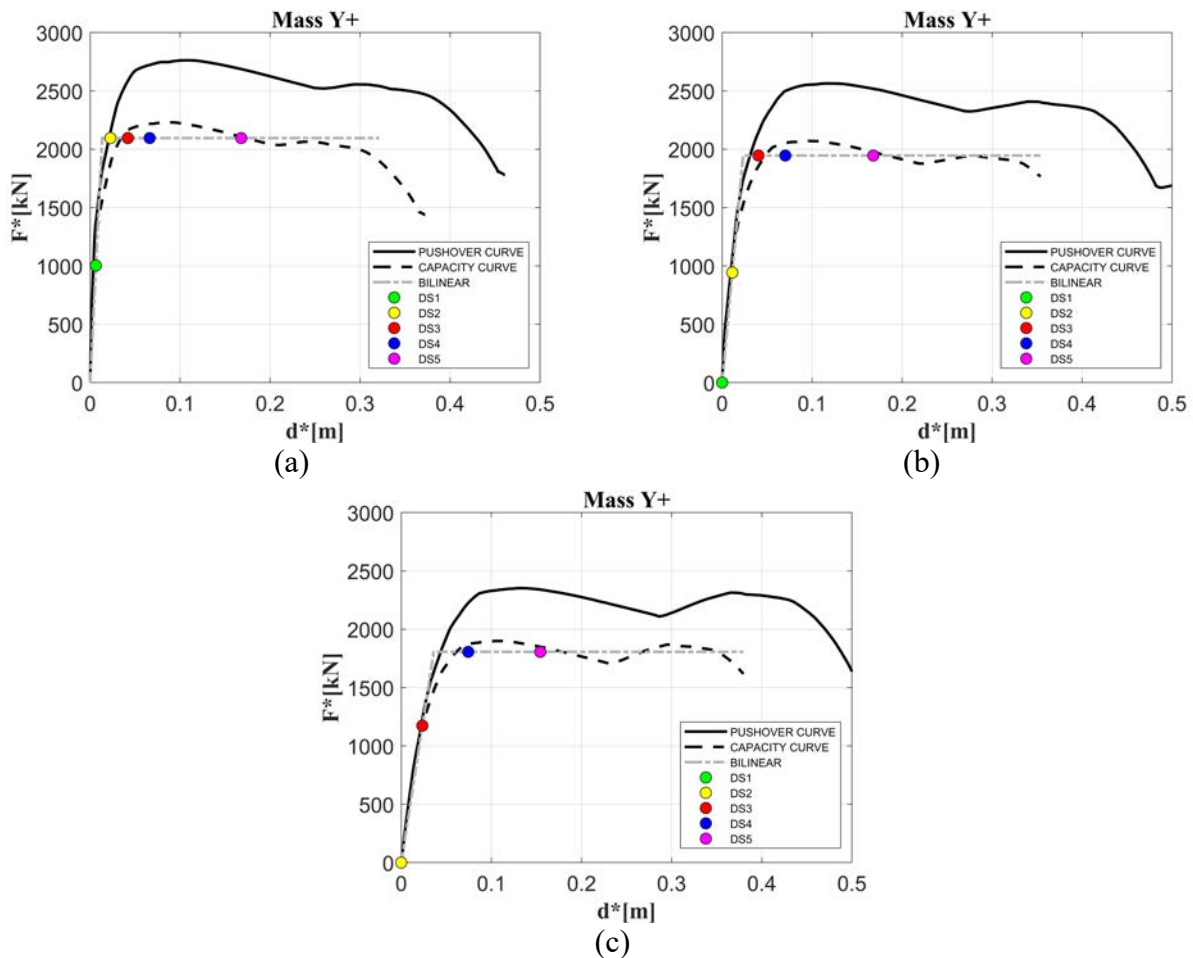 Mass Y+
3000
2500
2000
1500
1000
500
0
F*[kN]
0 0.1 0.2 0.3 0.4 0.5
d*[m]
PUSHOVER CURVE
CAPACITY CURVE
BILINEAR
DS1
DS2
DS3
DS4
DS5
(a)
Mass Y+
3000
2500
2000
1500
1000
500
0
F*[kN]
0 0.1 0.2 0.3 0.4 0.5
d*[m]
PUSHOVER CURVE
CAPACITY CURVE
BILINEAR
DS1
DS2
DS3
DS4
DS5
(b)
Mass Y+
3000
2500
2000
1500
1000
500
0
F*[kN]
0 0.1 0.2 0.3 0.4 0.5
d*[m]
PUSHOVER CURVE
CAPACITY CURVE
BILINEAR
DS1
DS2
DS3
DS4
DS5
(c)